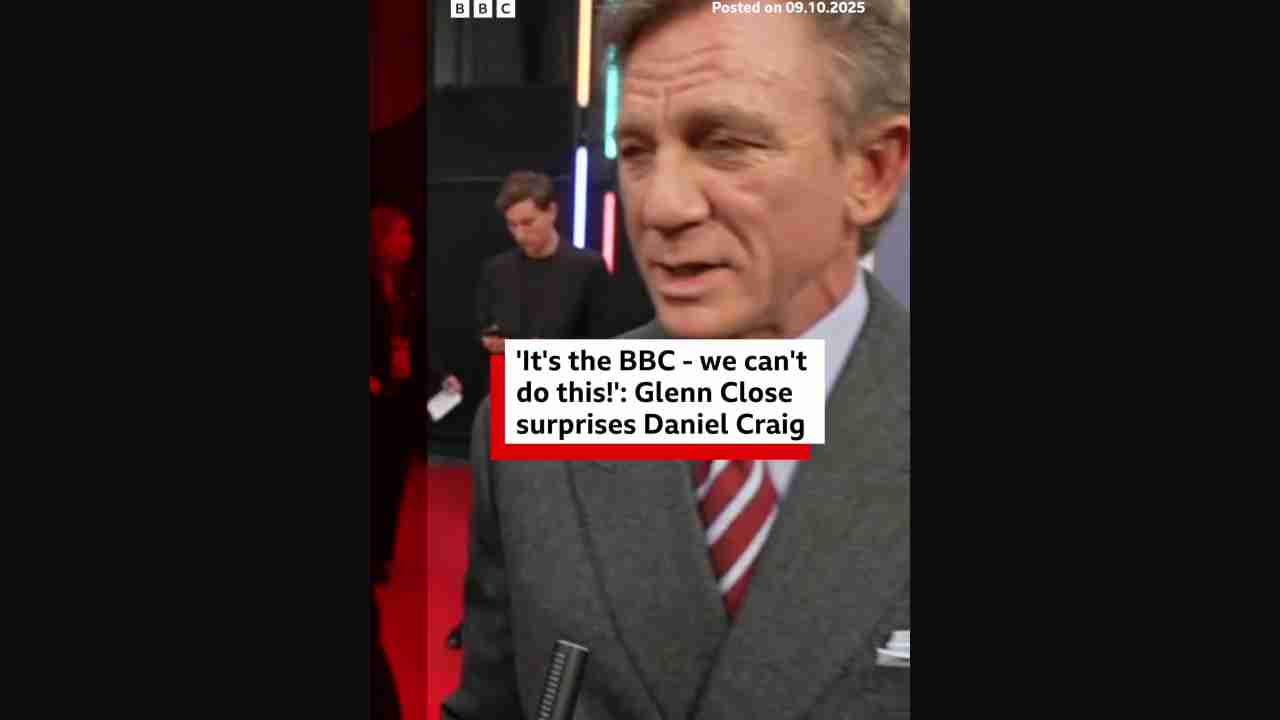 BBC
Posted on 09.10.2025
'It's the BBC - we can't
do this!': Glenn Close
surprises Daniel Craig